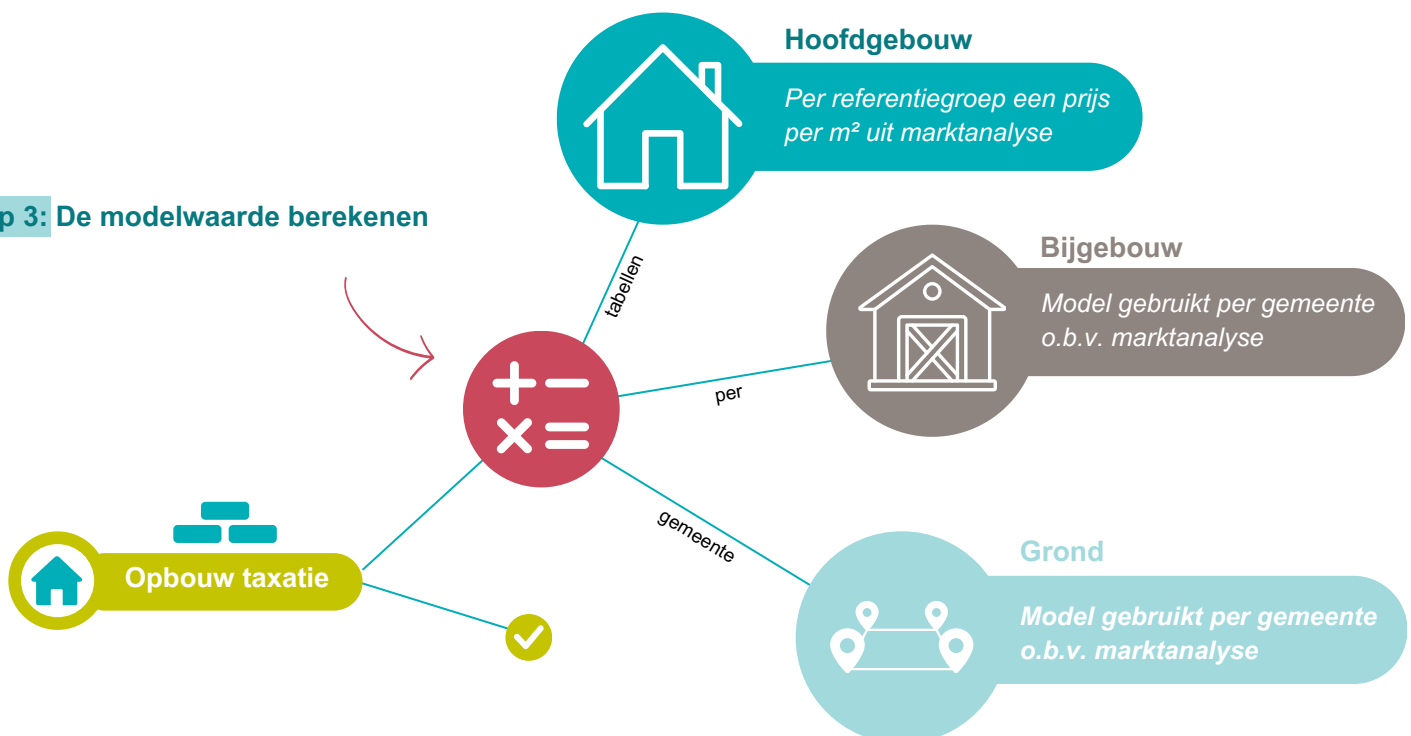 Hoofdgebouw
Per referentiegroep een prijs
per m² uit marktanalyse
p 3: De modelwaarde berekenen
tabellen
Bijgebouw
Model gebruikt per gemeente
o.b.v. marktanalyse
per
gemeente
Opbouw taxatie
Grond
Model gebruikt per gemeente
o.b.v. marktanalyse